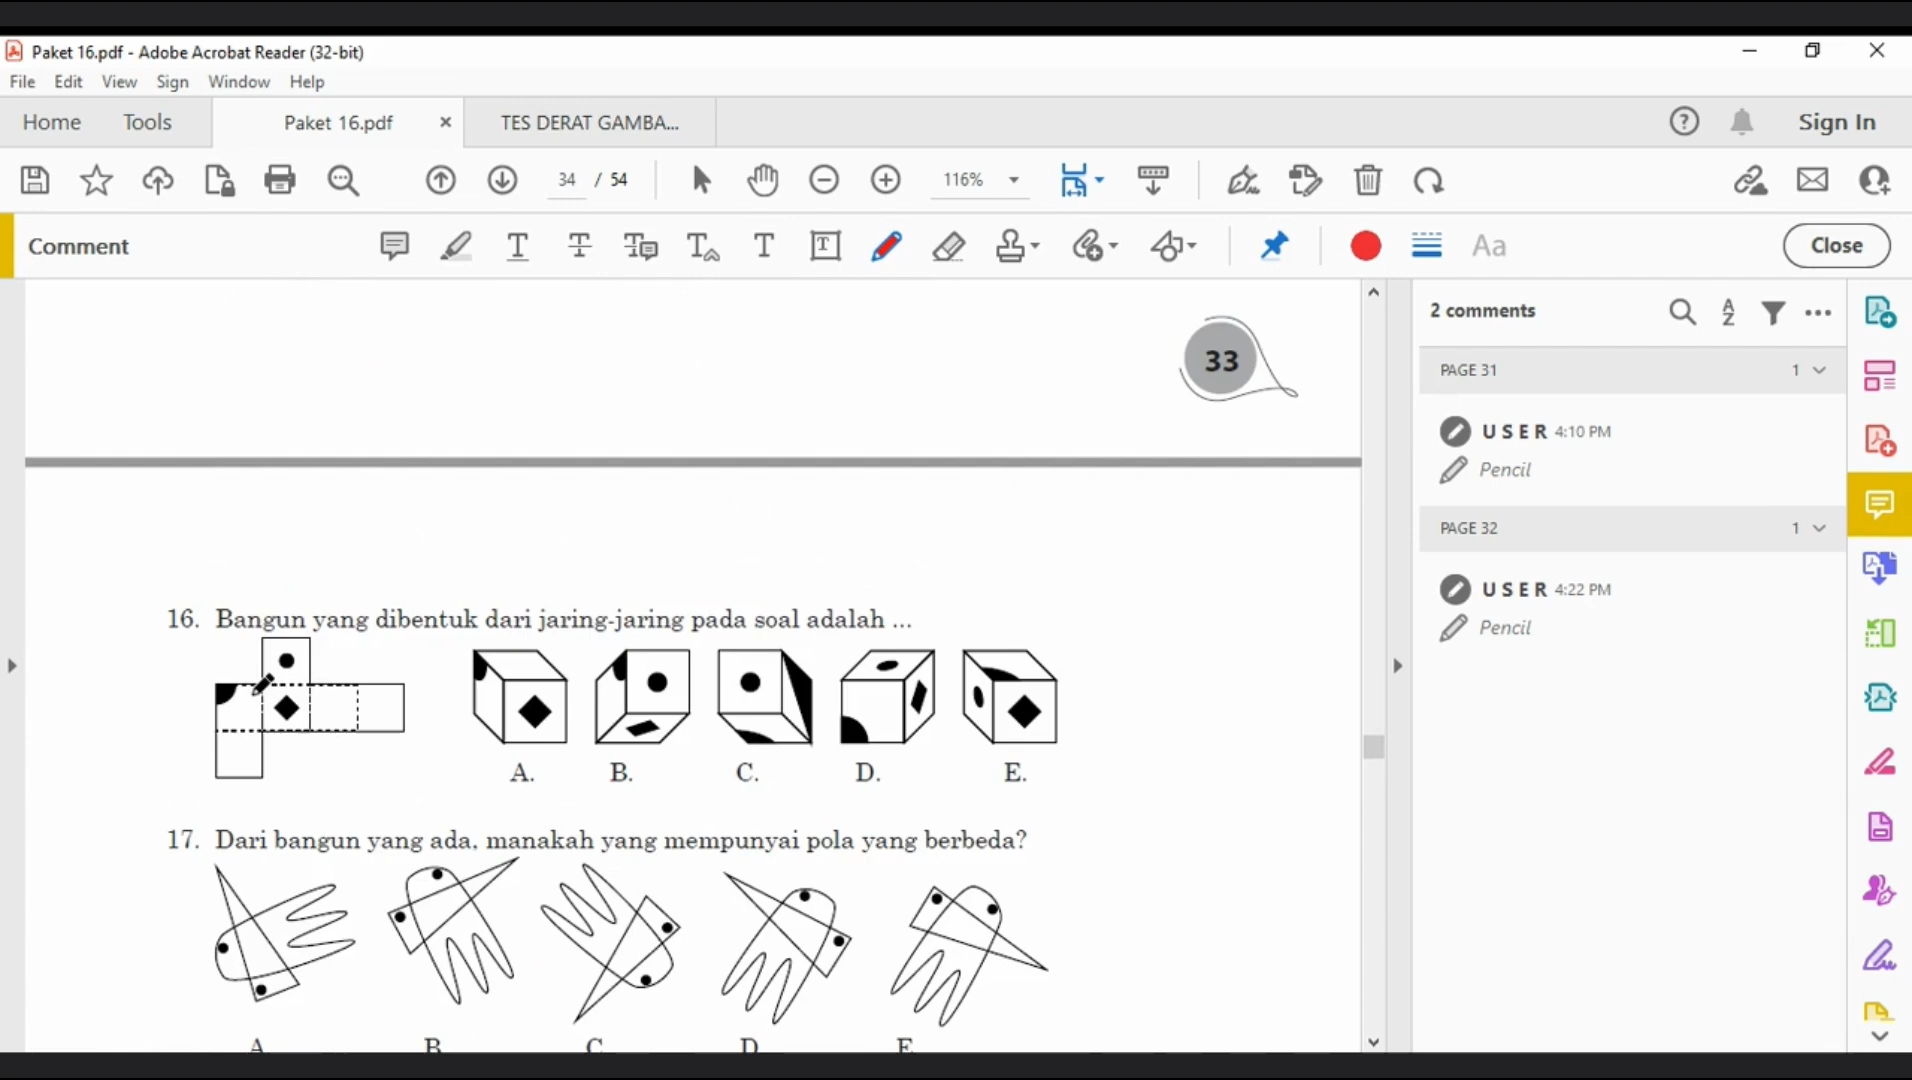 Paket 16.pdf - Adobe Acrobat Reader (32-bit)
File Edit View Sign Window Help
Home Tools Paket 16.pdf × TES DERAT GAMBA... Sign In
34 / 54 116%
Comment Aa Close
2 comments
PAGE 31 1
USER 4:10 PM
Pencil
PAGE 32 1
USER 4:22 PM
Pencil
33
16. Bangun yang dibentuk dari jaring-jaring pada soal adalah ...
A. B. C. D. E.
17. Dari bangun yang ada, manakah yang mempunyai pola yang berbeda?
A B C D E